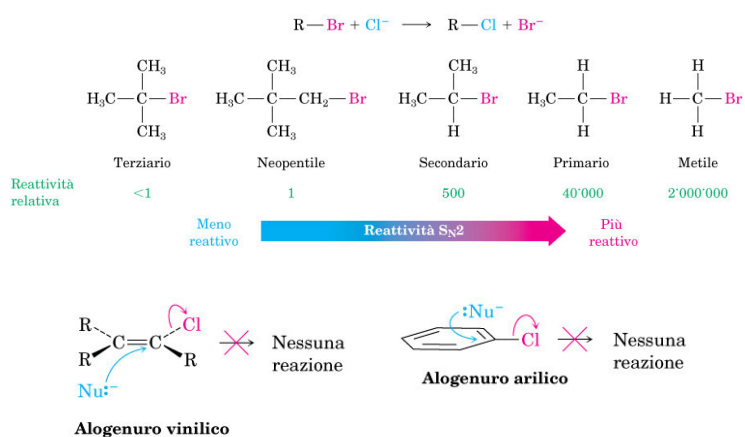 R—Br + Cl⁻ ⟶ R—Cl + Br⁻
CH₃ CH₃ CH₃ H H
H₃C—C—Br H₃C—C—CH₂—Br H₃C—C—Br H₃C—C—Br H—C—Br
CH₃ CH₃ H H H
Terziario Neopentile Secondario Primario Metile
Reattività
relativa
<1 1 500 40'000 2'000'000
Meno
reattivo
Reattività SN2
Più
reattivo
R Cl
C=C
R R
Nu:⁻
Nessuna
reazione
Alogenuro vinilico
:Nu⁻
Cl
Nessuna
reazione
Alogenuro arilico